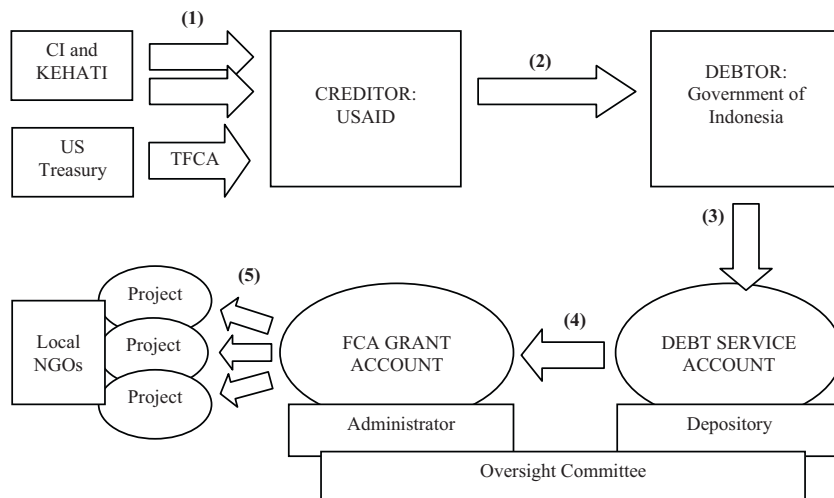 (1)
CI and
KEHATI
US
Treasury
TFCA
CREDITOR:
USAID
(2)
DEBTOR:
Government of
Indonesia
(3)
DEBT SERVICE
ACCOUNT
Depository
(4)
FCA GRANT
ACCOUNT
Administrator
Oversight Committee
(5)
Project
Project
Project
Local
NGOs